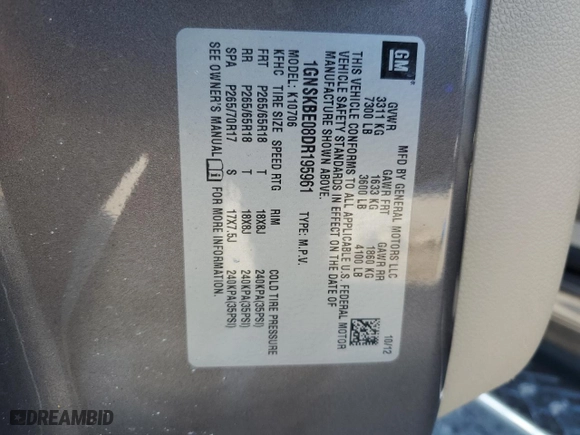 GM
MFD BY GENERAL MOTORS LLC
10/12
GVWR GAWR FRT GAWR RR
3311 KG 1633 KG 1860 KG
7300 LB 3600 LB 4100 LB
THIS VEHICLE CONFORMS TO ALL APPLICABLE U.S. FEDERAL MOTOR
VEHICLE SAFETY STANDARDS IN EFFECT ON THE DATE OF
MANUFACTURE SHOWN ABOVE.
1GNSKBE08DR195961 TYPE: M.P.V.
MODEL: K10706
KFHC TIRE SIZE SPEED RTG RIM COLD TIRE PRESSURE
FRT P265/65R18 T 18X8J 240KPA(35PSI)
RR P265/65R18 T 18X8J 240KPA(35PSI)
SPA P265/70R17 S 17X7.5J 240KPA(35PSI)
SEE OWNER'S MANUAL FOR MORE INFORMATION.
DREAMBID